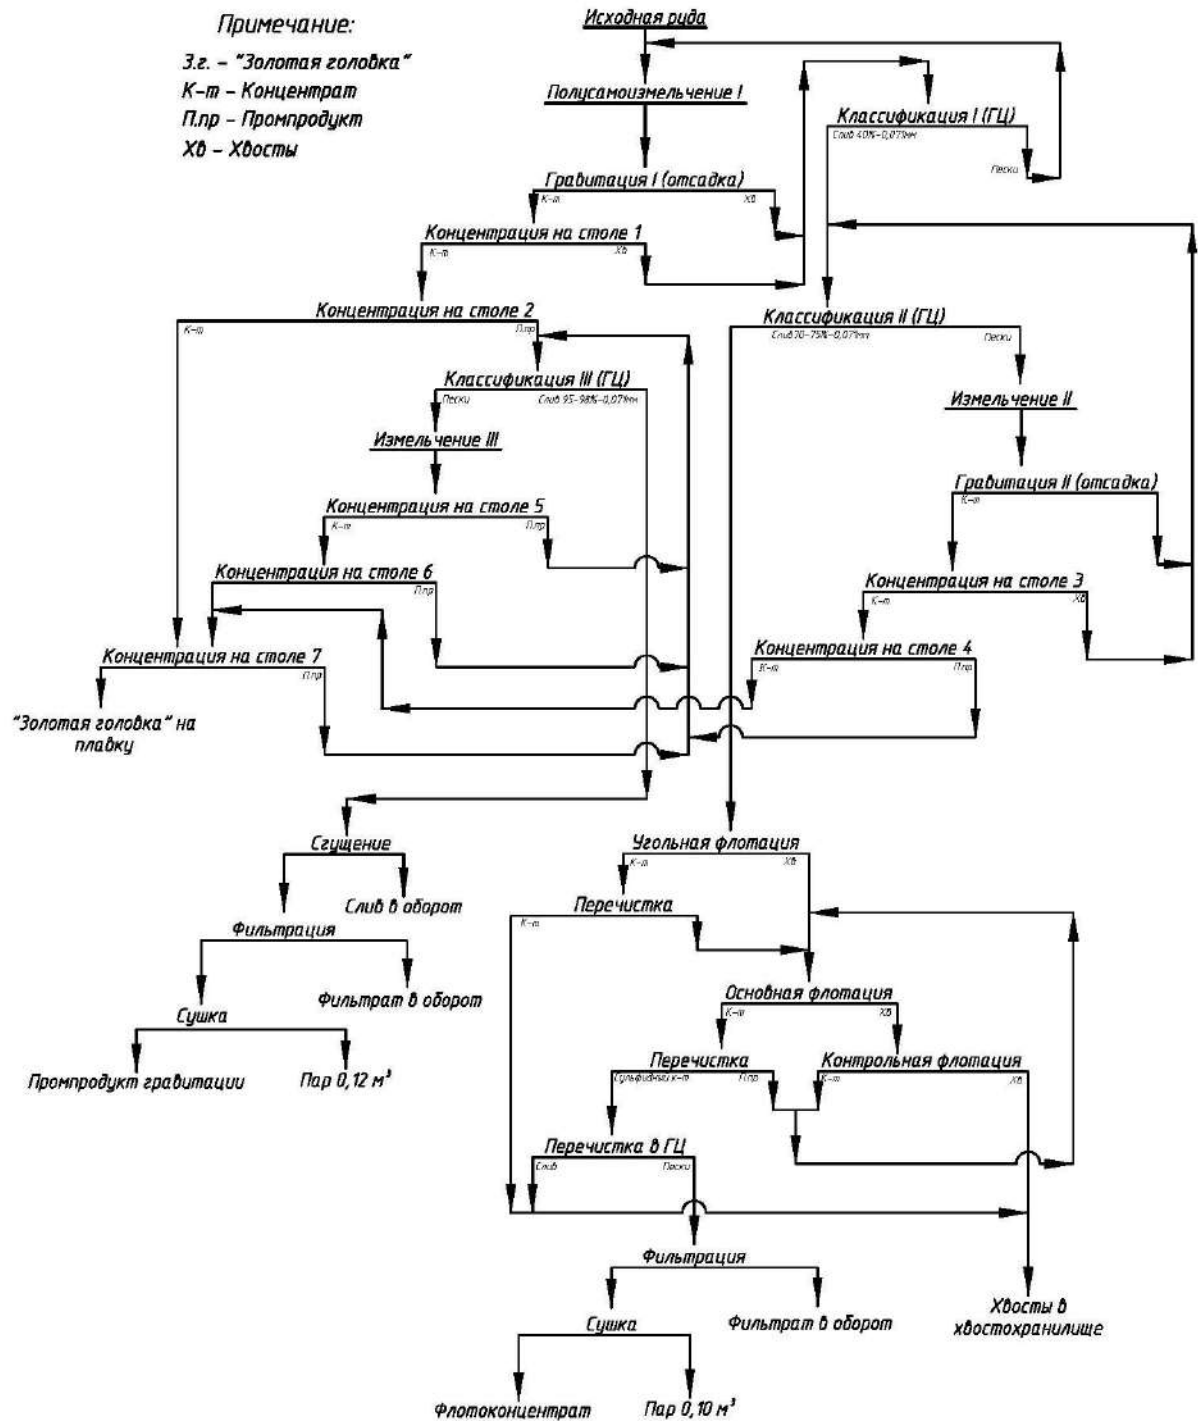 Примечание:
З.г. – "Золотая головка"
К-т – Концентрат
П.пр – Промпродукт
Хв – Хвосты
Исходная руда
Полусамоизмельчение I
Классификация I (ГЦ)
Слив 40%-0,071мм
Пески
Гравитация I (отсадка)
К-т
Хв
Концентрация на столе 1
К-т
Хв
Концентрация на столе 2
К-т
П.пр
Классификация II (ГЦ)
Слив 70-75%-0,071мм
Пески
Классификация III (ГЦ)
Пески
Слив 95-98%-0,071мм
Измельчение II
Измельчение III
Гравитация II (отсадка)
К-т
Концентрация на столе 5
К-т
П.пр
Концентрация на столе 6
П.пр
Концентрация на столе 3
К-т
Хв
Концентрация на столе 7
П.пр
Концентрация на столе 4
К-т
П.пр
"Золотая головка" на
плавку
Сгущение
Слив в оборот
Угольная флотация
К-т
Хв
Перечистка
К-т
Фильтрация
Фильтрат в оборот
Основная флотация
К-т
Хв
Сушка
Промпродукт гравитации
Пар 0,12 м³
Перечистка
Сульфидный к-т
П.пр
Контрольная флотация
К-т
Хв
Перечистка в ГЦ
Слив
Пески
Фильтрация
Сушка
Фильтрат в оборот
Хвосты в
хвостохранилище
Флотоконцентрат
Пар 0,10 м³